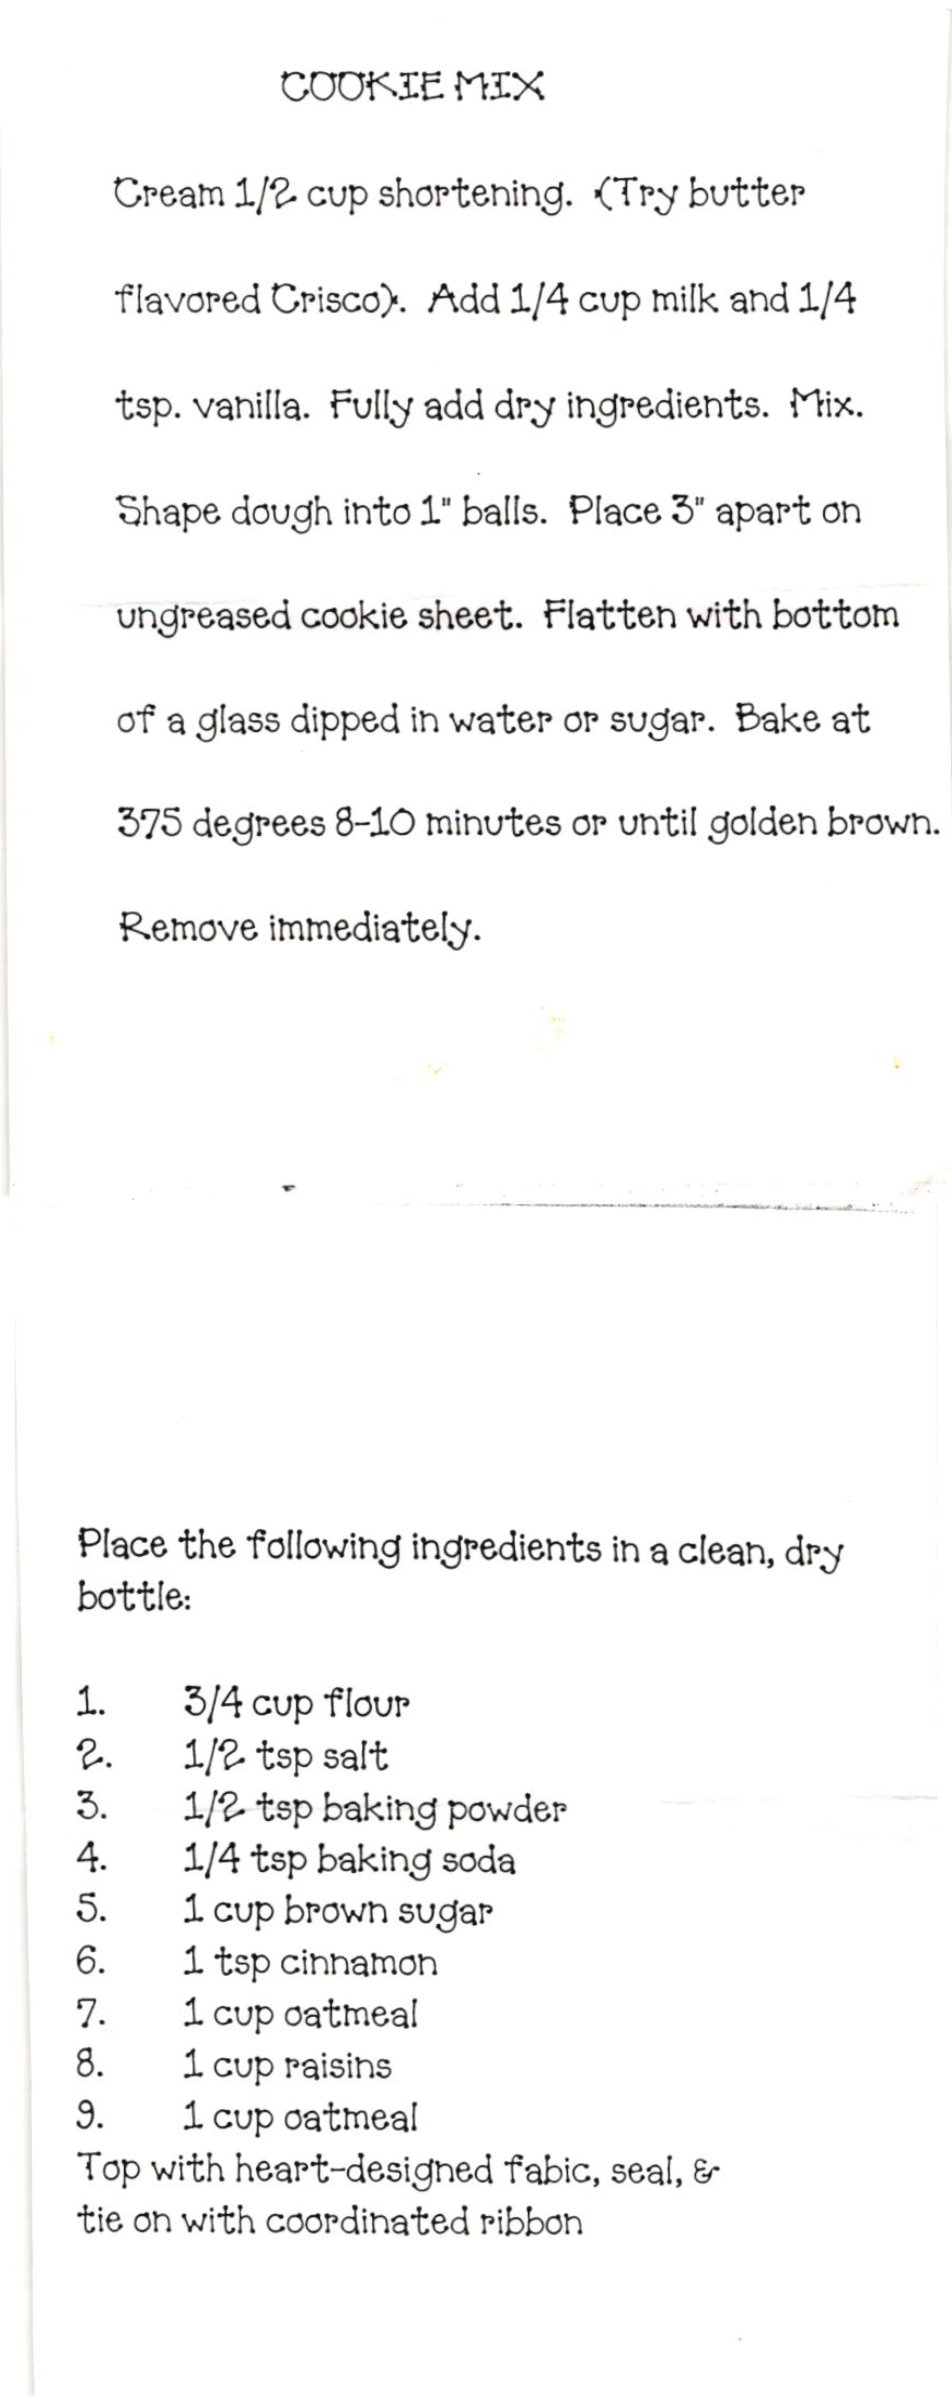 COOKIE MIX
Cream 1/2 cup shortening. (Try butter
flavored Crisco). Add 1/4 cup milk and 1/4
tsp. vanilla. Fully add dry ingredients. Mix.
Shape dough into 1" balls. Place 3" apart on
ungreased cookie sheet. Flatten with bottom
of a glass dipped in water or sugar. Bake at
375 degrees 8-10 minutes or until golden brown.
Remove immediately.
Place the following ingredients in a clean, dry
bottle:
1. 3/4 cup flour
2. 1/2 tsp salt
3. 1/2 tsp baking powder
4. 1/4 tsp baking soda
5. 1 cup brown sugar
6. 1 tsp cinnamon
7. 1 cup oatmeal
8. 1 cup raisins
9. 1 cup oatmeal
Top with heart-designed fabic, seal, &
tie on with coordinated ribbon